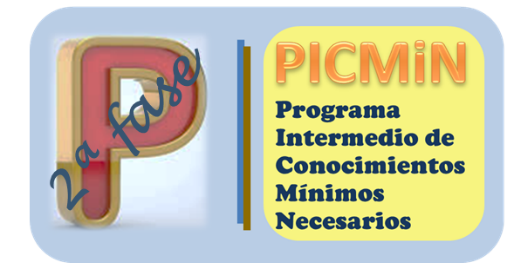 P
2ª fase
PICMiN
Programa
Intermedio de
Conocimientos
Mínimos
Necesarios